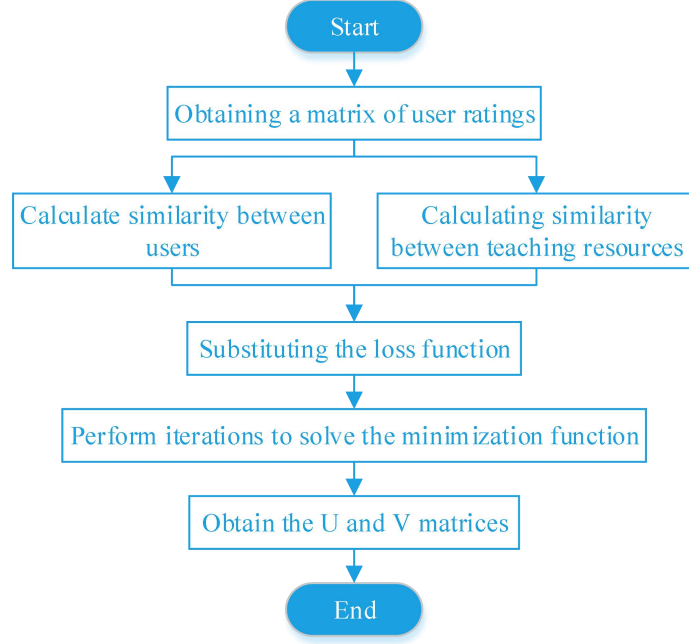 Start
Obtaining a matrix of user ratings
Calculate similarity between
users
Calculating similarity
between teaching resources
Substituting the loss function
Perform iterations to solve the minimization function
Obtain the U and V matrices
End